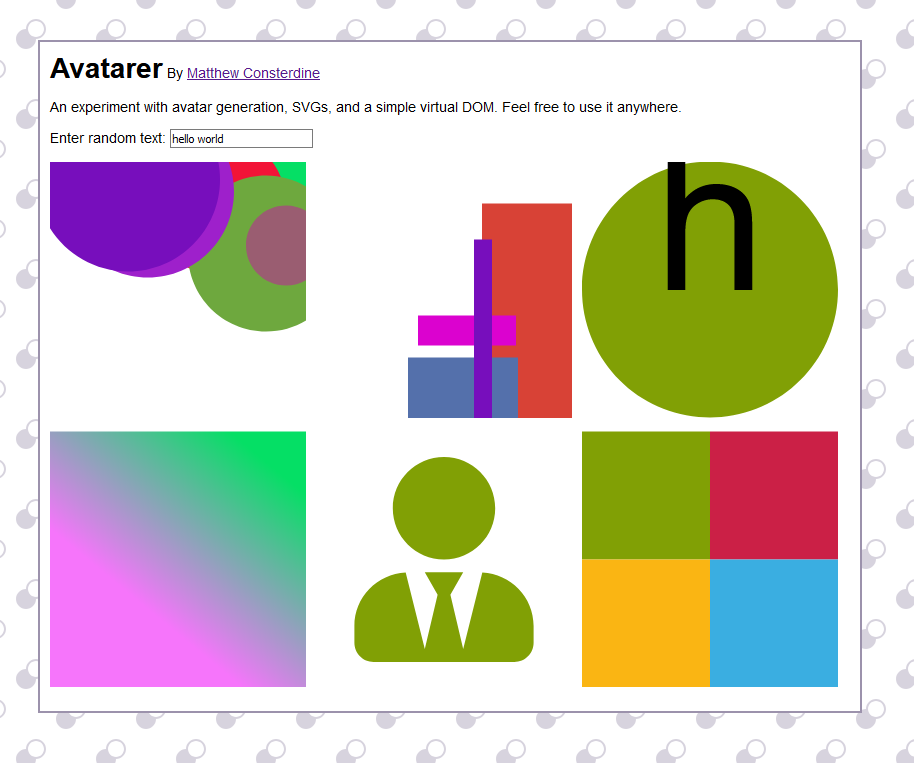 Avatarer By Matthew Consterdine
An experiment with avatar generation, SVGs, and a simple virtual DOM. Feel free to use it anywhere.
Enter random text: hello world
h